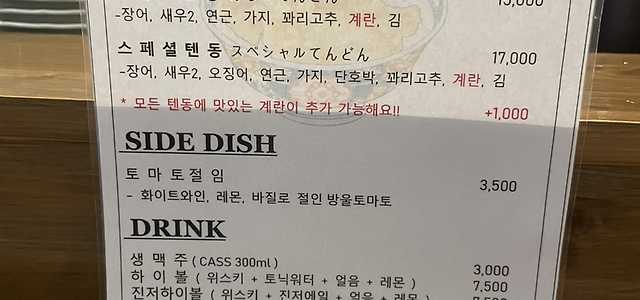 -장어, 새우2, 연근, 가지, 꽈리고추, 계란, 김
스페셜텐동 スペシャルてんどん 17,000
-장어, 새우2, 오징어, 연근, 가지, 단호박, 꽈리고추, 계란, 김
* 모든 텐동에 맛있는 계란이 추가 가능해요!! +1,000
SIDE DISH
토마토절임 3,500
- 화이트와인, 레몬, 바질로 절인 방울토마토
DRINK
생맥주 (CASS 300ml) 3,000
하이볼 ( 위스키 + 토닉워터 + 얼음 + 레몬 ) 7,500
진저하이볼 ( 위스키 + 진저에일 + 얼음 + 레몬 )